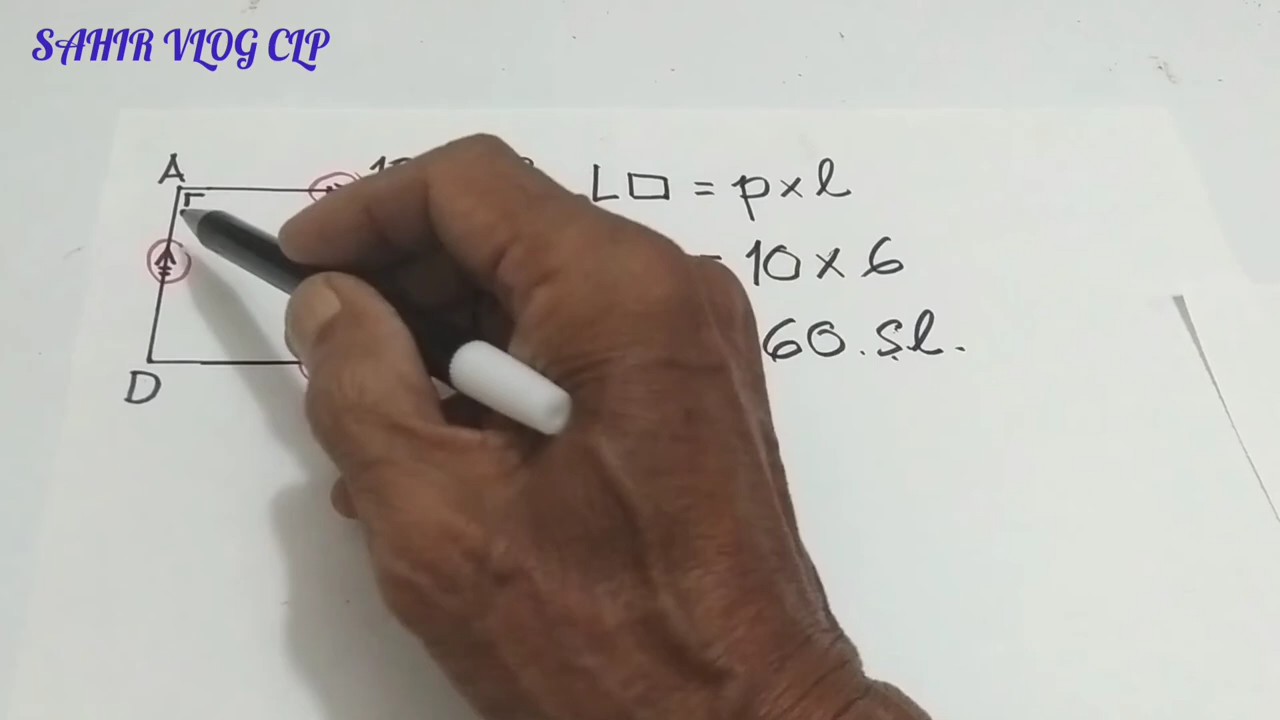 SAHIR VLOG CLP
A
D
L□ = p x l
= 10 x 6
60.sl.